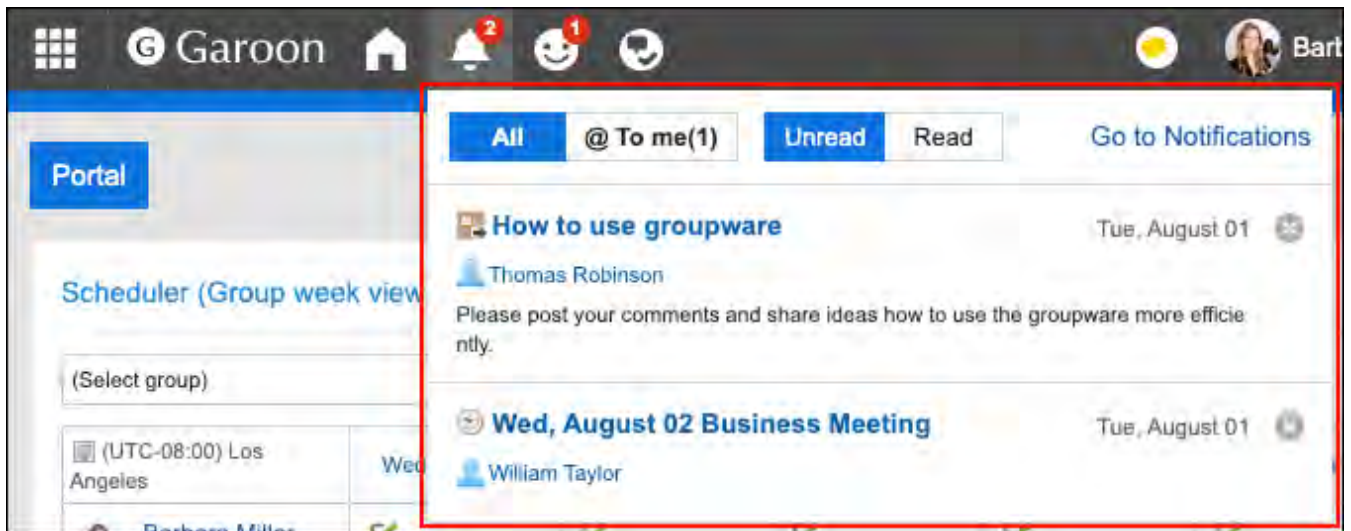 G Garoon 2 1 Barb
All @ To me(1) Unread Read Go to Notifications
Portal
How to use groupware Tue, August 01
Thomas Robinson
Scheduler (Group week view
Please post your comments and share ideas how to use the groupware more efficie
ntly.
(Select group)
Wed, August 02 Business Meeting Tue, August 01
(UTC-08:00) Los
Angeles
Wed
William Taylor
Barbara Miller